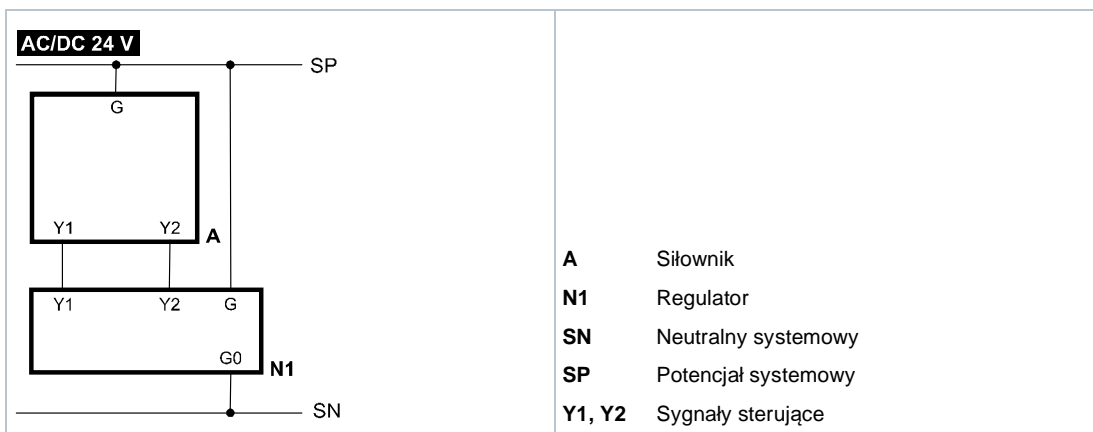 AC/DC 24 V
SP
G
Y1 Y2
A
Y1 Y2 G
G0
N1
SN
A Siłownik
N1 Regulator
SN Neutralny systemowy
SP Potencjał systemowy
Y1, Y2 Sygnały sterujące